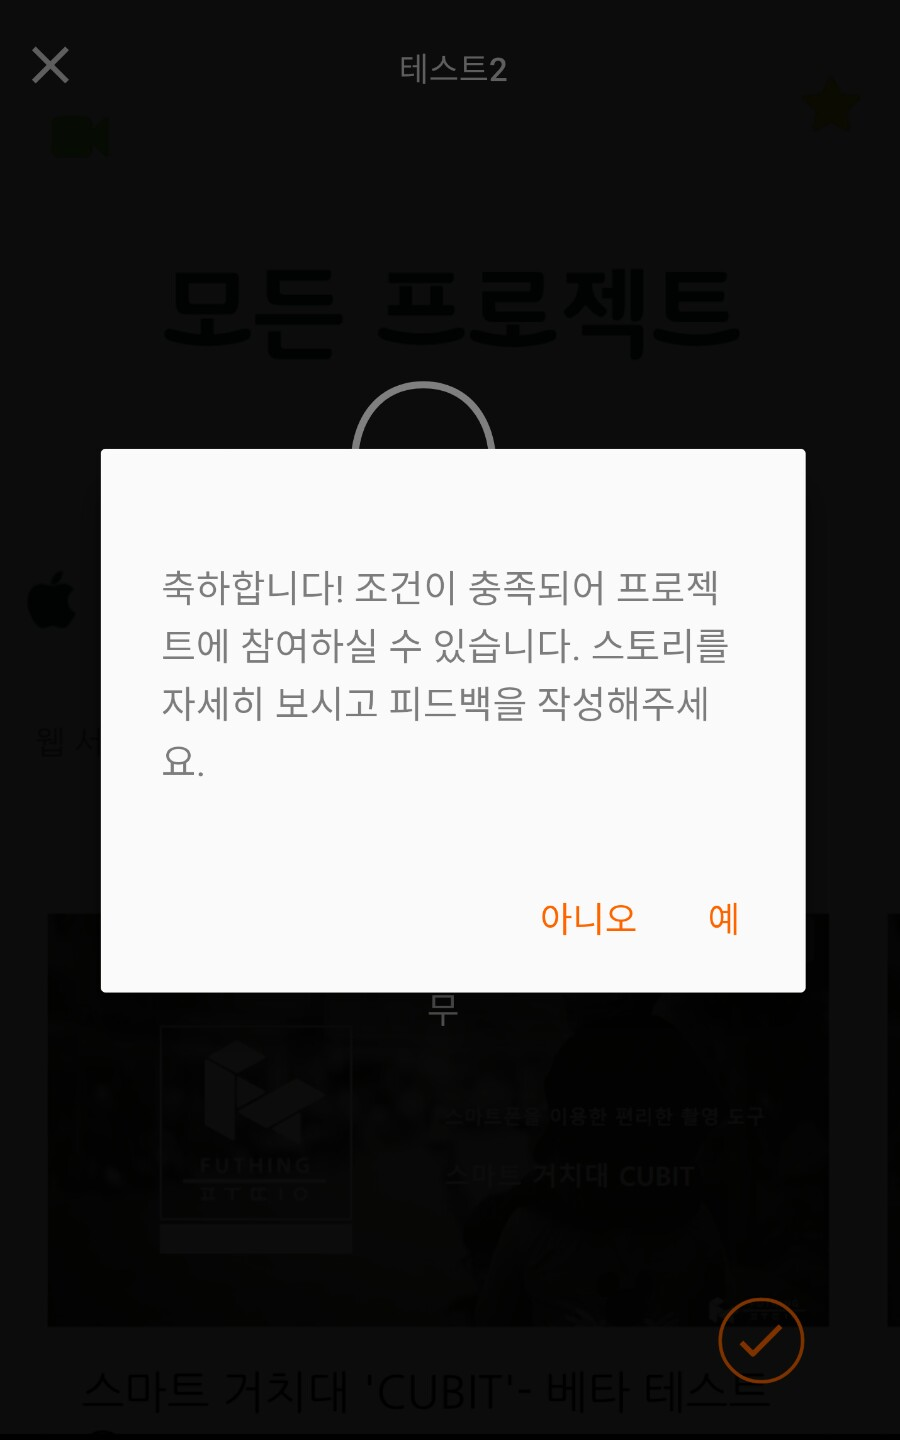 테스트2
모든 프로젝트
축하합니다! 조건이 충족되어 프로젝
트에 참여하실 수 있습니다. 스토리를
자세히 보시고 피드백을 작성해주세
요.
웹 서
아니오 예
무
스마트폰을 이용한 편리한 촬영 도구
스마트 거치대 CUBIT
FUTHING
스마트 거치대 'CUBIT'- 베타 테스트